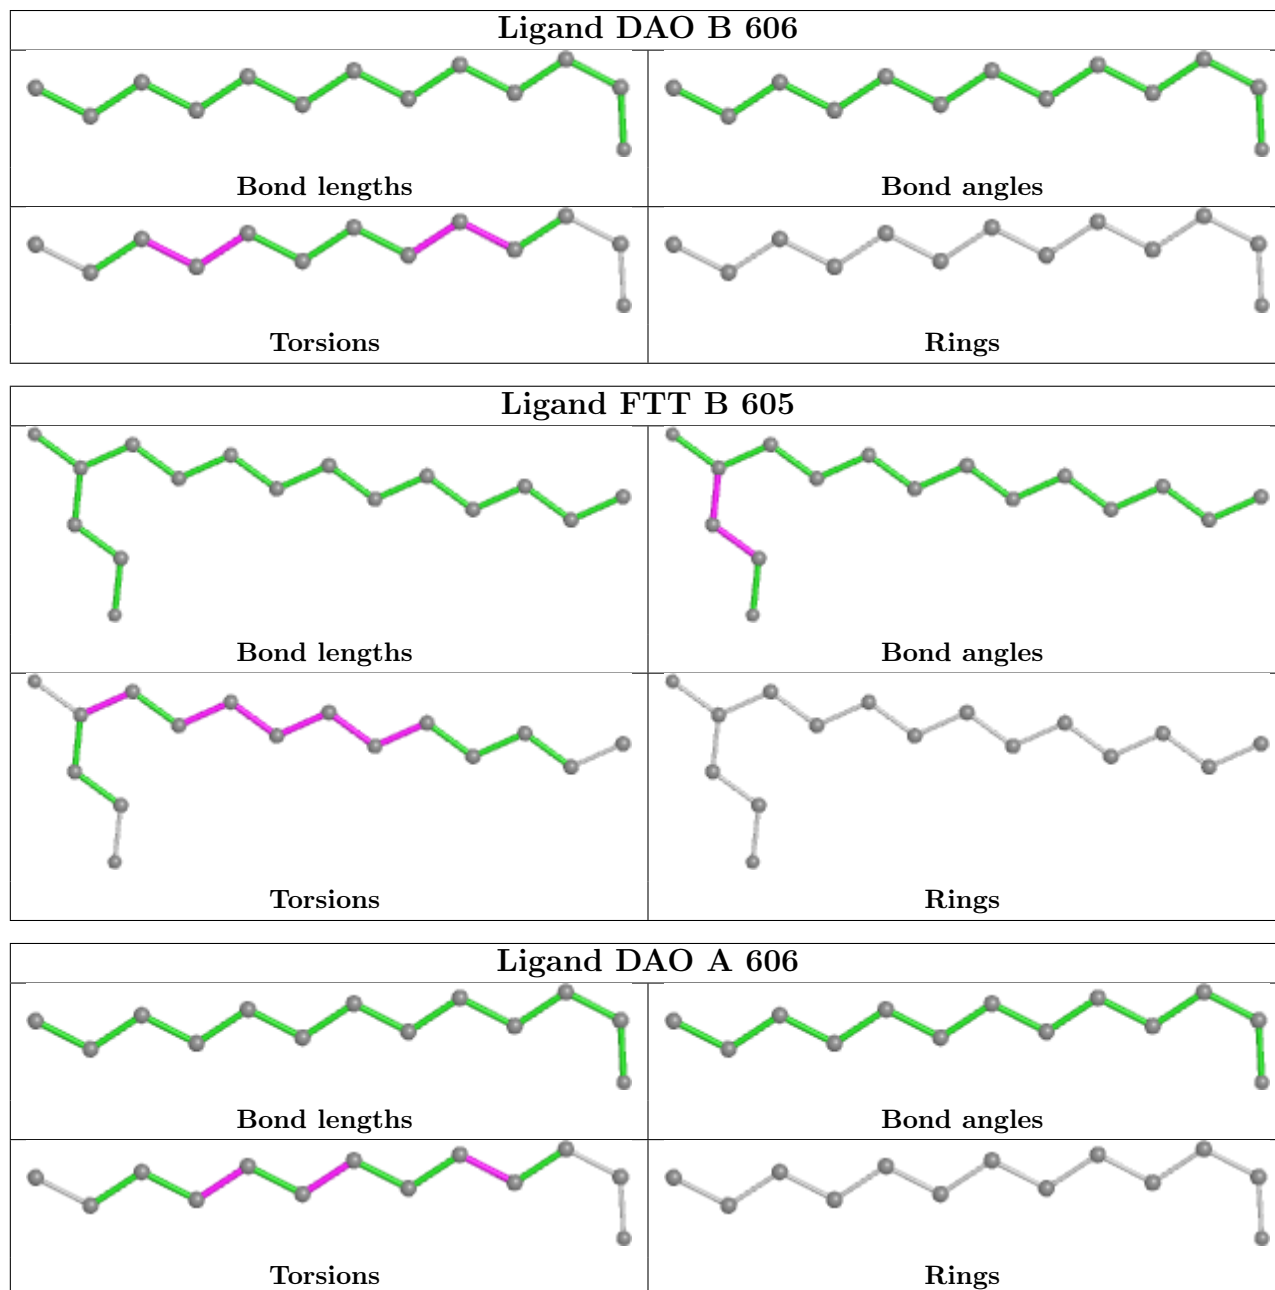 Ligand DAO B 606
Bond lengths
Bond angles
Torsions
Rings
Ligand FTT B 605
Bond lengths
Bond angles
Torsions
Rings
Ligand DAO A 606
Bond lengths
Bond angles
Torsions
Rings